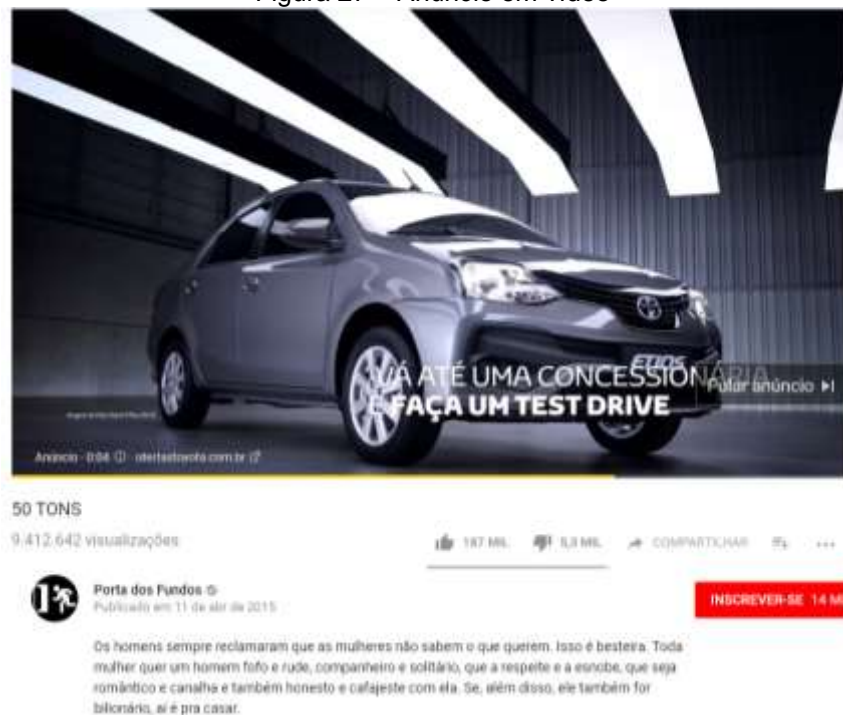 Anúncio em vídeo
VÁ ATÉ UMA CONCESSIONÁRIA
E FAÇA UM TEST DRIVE
ETIOS
Pular anúncio
Anúncio · 0:04 ofertastoyota.com.br
50 TONS
9.412.642 visualizações
187 MIL
COMPARTILHAR
Porta dos Fundos
Publicado em 11 de abr de 2015
INSCREVER-SE 14 MI
Os homens sempre reclamaram que as mulheres não sabem o que querem. Isso é besteira. Toda
mulher quer um homem fofo e rude, companheiro e solitário, que a respeite e a esnobe, que seja
romântico e canalha e também honesto e cafajeste com ela. Se, além disso, ele também for
bilionário, aí é pra casar.